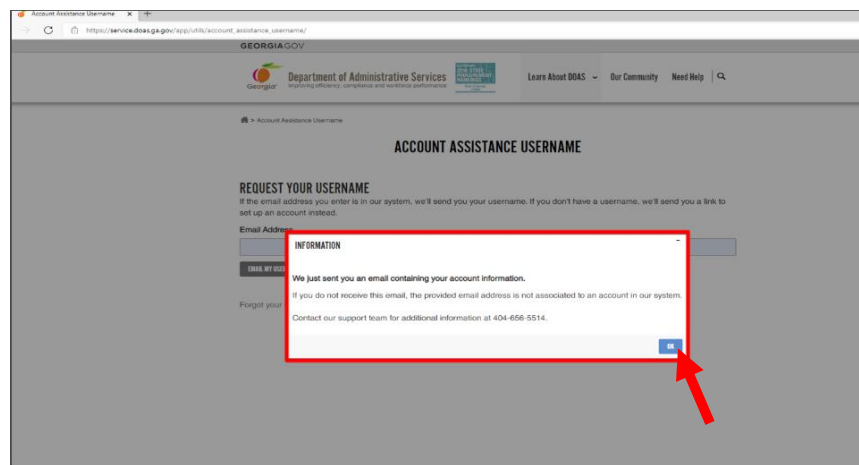 Account Assistance Username
https://service.doas.ga.gov/app/utils/account_assistance_username/
GEORGIAGOV
Georgia
Department of Administrative Services
Improving efficiency, compliance and workforce performance
Learn About DOAS
Our Community
Need Help
> Account Assistance Username
ACCOUNT ASSISTANCE USERNAME
REQUEST YOUR USERNAME
If the email address you enter is in our system, we'll send you your username. If you don't have a username, we'll send you a link to
set up an account instead.
Email Address
EMAIL MY USE
INFORMATION
We just sent you an email containing your account information.
If you do not receive this email, the provided email address is not associated to an account in our system.
Forgot your
Contact our support team for additional information at 404-656-5514.
OK